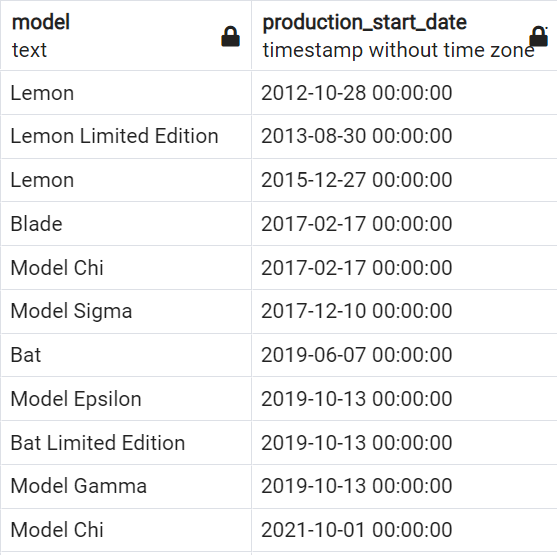 model production_start_date
text timestamp without time zone
Lemon 2012-10-28 00:00:00
Lemon Limited Edition 2013-08-30 00:00:00
Lemon 2015-12-27 00:00:00
Blade 2017-02-17 00:00:00
Model Chi 2017-02-17 00:00:00
Model Sigma 2017-12-10 00:00:00
Bat 2019-06-07 00:00:00
Model Epsilon 2019-10-13 00:00:00
Bat Limited Edition 2019-10-13 00:00:00
Model Gamma 2019-10-13 00:00:00
Model Chi 2021-10-01 00:00:00